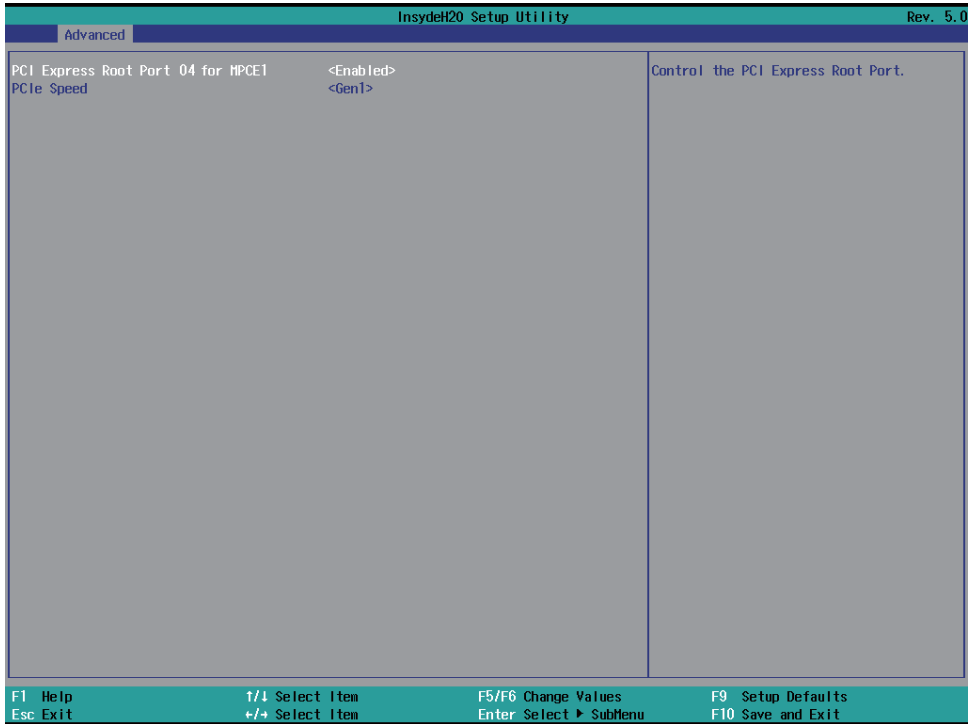 InsydeH20 Setup Utility Rev. 5.0
Advanced
PCI Express Root Port 04 for MPCE1 <Enabled> Control the PCI Express Root Port.
PCIe Speed <Gen1>
F1 Help ↑/↓ Select Item F5/F6 Change Values F9 Setup Defaults
Esc Exit ←/→ Select Item Enter Select ▶ SubMenu F10 Save and Exit